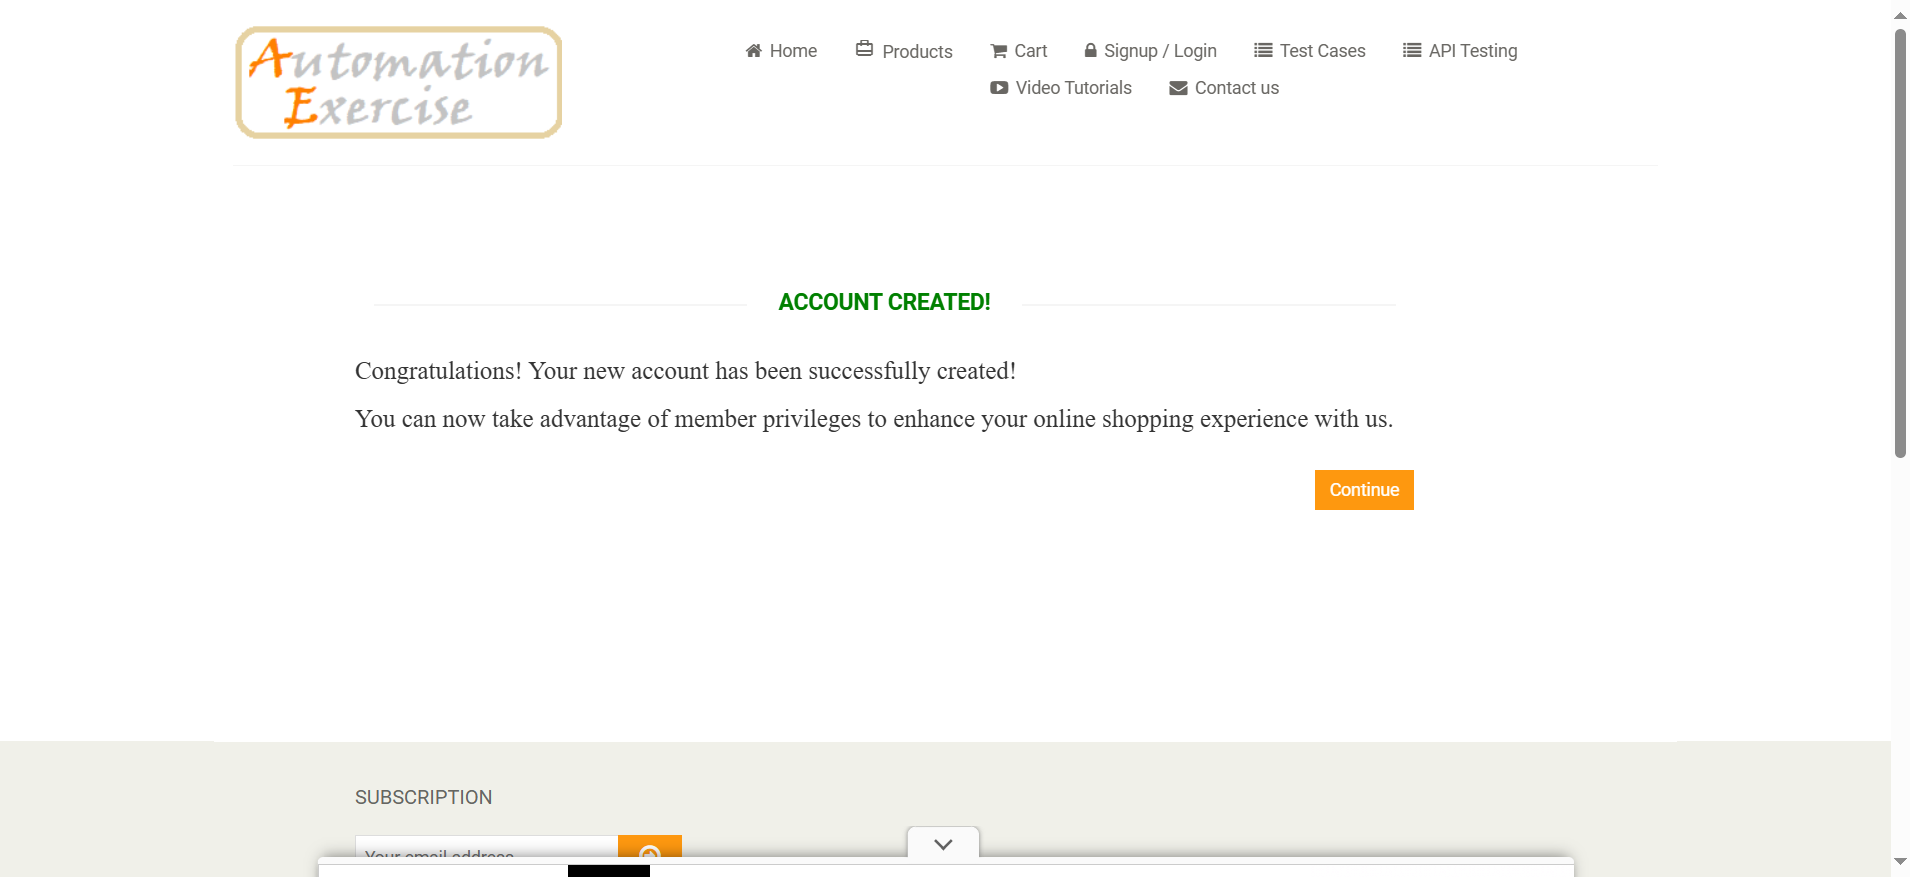 Automation
Exercise
Home
Products
Cart
Signup / Login
Test Cases
API Testing
Video Tutorials
Contact us
ACCOUNT CREATED!
Congratulations! Your new account has been successfully created!
You can now take advantage of member privileges to enhance your online shopping experience with us.
Continue
SUBSCRIPTION
Your email address